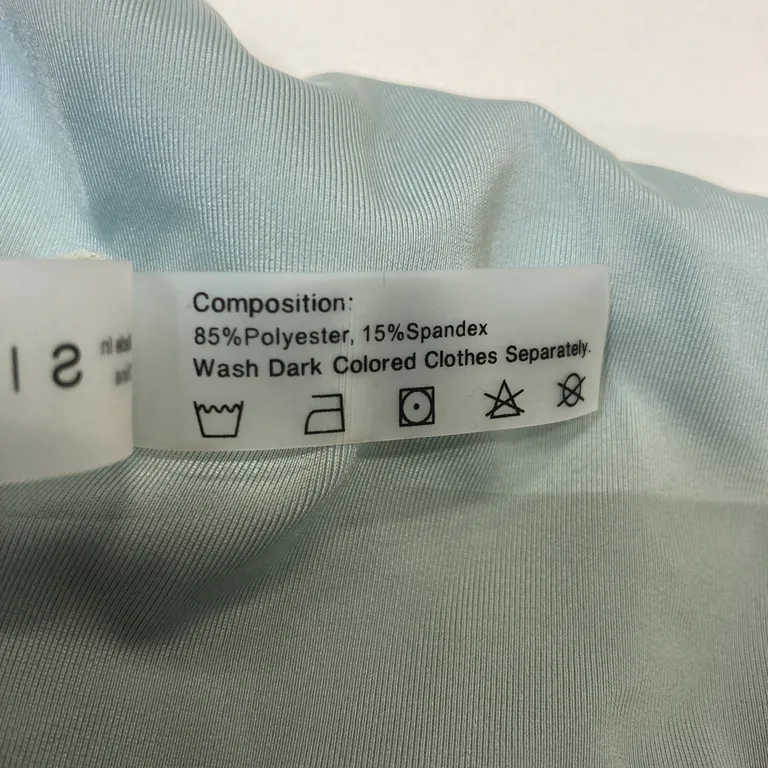 Composition:
85%Polyester, 15%Spandex
Wash Dark Colored Clothes Separately.